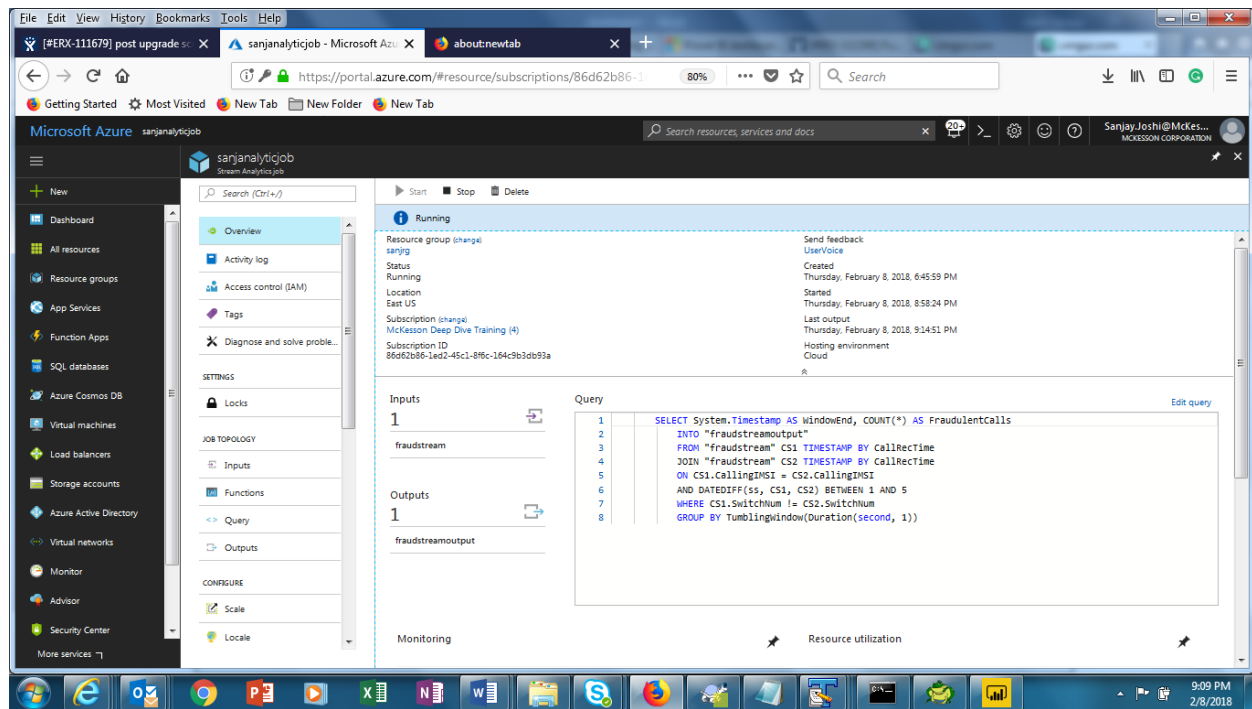 File Edit View History Bookmarks Tools Help
[#ERX-111679] post upgrade sc
sanjanalyticjob - Microsoft Azu
about:newtab
https://portal.azure.com/#resource/subscriptions/86d62b86-1
80%
Search
Getting Started Most Visited New Tab New Folder New Tab
Microsoft Azure sanjanalyticjob
Search resources, services and docs
20+
Sanjay.Joshi@McKes...
MCKESSON CORPORATION
sanjanalyticjob
Stream Analytics job
New
Dashboard
All resources
Resource groups
App Services
Function Apps
SQL databases
Azure Cosmos DB
Virtual machines
Load balancers
Storage accounts
Azure Active Directory
Virtual networks
Monitor
Advisor
Security Center
More services
Search (Ctrl+/)
Overview
Activity log
Access control (IAM)
Tags
Diagnose and solve proble...
SETTINGS
Locks
JOB TOPOLOGY
Inputs
Functions
Query
Outputs
CONFIGURE
Scale
Locale
Start Stop Delete
Running
Resource group (change)
sanjrg
Status
Running
Location
East US
Subscription (change)
McKesson Deep Dive Training (4)
Subscription ID
86d62b86-1ed2-45c1-8f6c-164c9b3db93a
Send feedback
UserVoice
Created
Thursday, February 8, 2018, 6:45:59 PM
Started
Thursday, February 8, 2018, 8:58:24 PM
Last output
Thursday, February 8, 2018, 9:14:51 PM
Hosting environment
Cloud
Inputs
1
fraudstream
Outputs
1
fraudstreamoutput
Query
Edit query
1 SELECT System.Timestamp AS WindowEnd, COUNT(*) AS FraudulentCalls
2 INTO "fraudstreamoutput"
3 FROM "fraudstream" CS1 TIMESTAMP BY CallRecTime
4 JOIN "fraudstream" CS2 TIMESTAMP BY CallRecTime
5 ON CS1.CallingIMSI = CS2.CallingIMSI
6 AND DATEDIFF(ss, CS1, CS2) BETWEEN 1 AND 5
7 WHERE CS1.SwitchNum != CS2.SwitchNum
8 GROUP BY TumblingWindow(Duration(second, 1))
Monitoring
Resource utilization
9:09 PM
2/8/2018